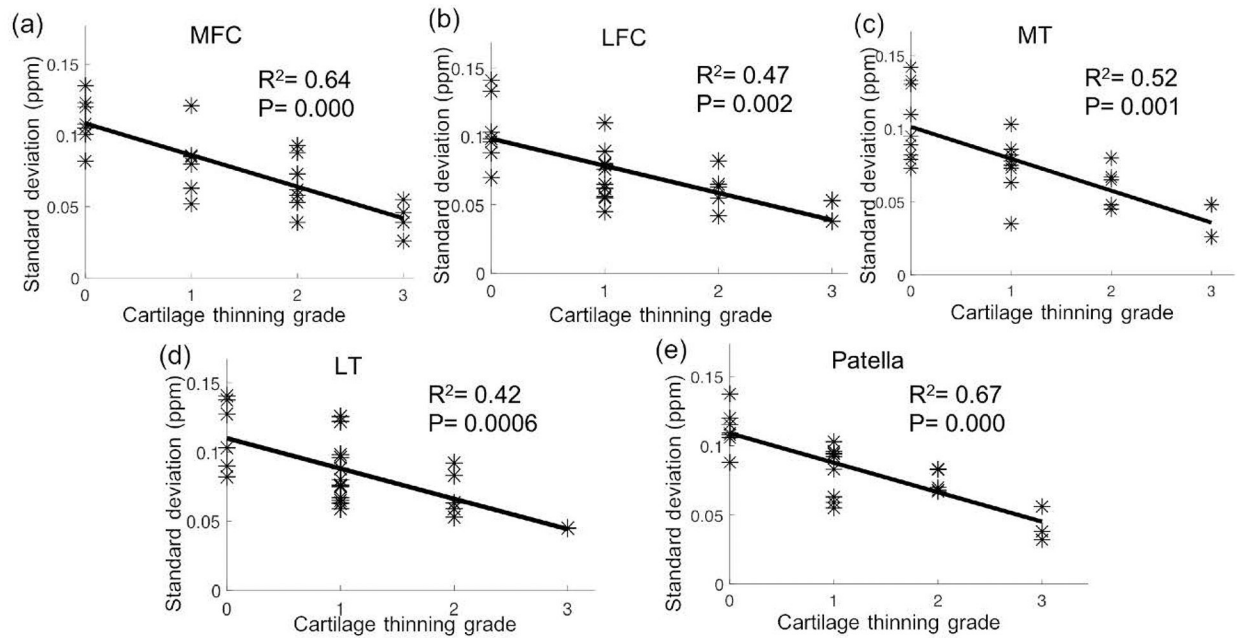 (a)
MFC
R²= 0.64
P= 0.000
Standard deviation (ppm)
0.15
0.1
0.05
0
0 1 2 3
Cartilage thinning grade
(b)
LFC
R²= 0.47
P= 0.002
Standard deviation (ppm)
0.15
0.1
0.05
0
0 1 2 3
Cartilage thinning grade
(c)
MT
R²= 0.52
P= 0.001
Standard deviation (ppm)
0.15
0.1
0.05
0
0 1 2 3
Cartilage thinning grade
(d)
LT
R²= 0.42
P= 0.0006
Standard deviation (ppm)
0.15
0.1
0.05
0
0 1 2 3
Cartilage thinning grade
(e)
Patella
R²= 0.67
P= 0.000
Standard deviation (ppm)
0.15
0.1
0.05
0
0 1 2 3
Cartilage thinning grade